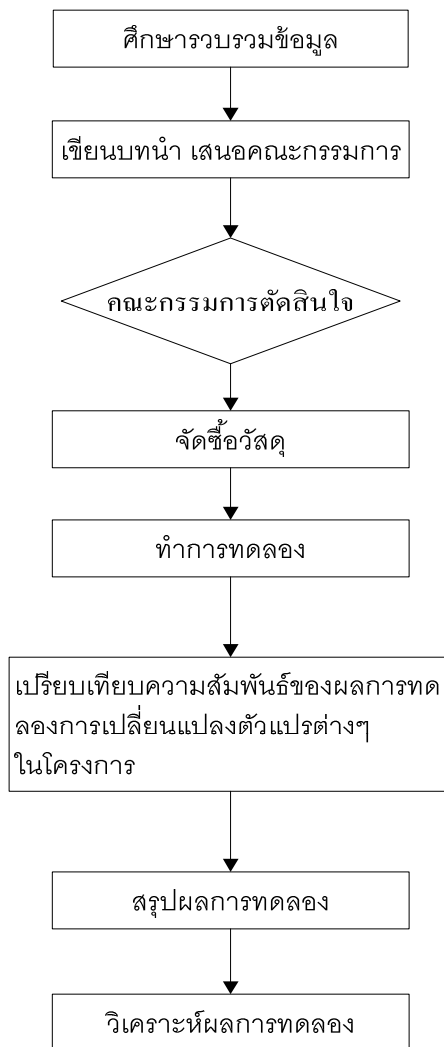 ศึกษารวบรวมข้อมูล
เขียนบทนำ เสนอคณะกรรมการ
คณะกรรมการตัดสินใจ
จัดซื้อวัสดุ
ทำการทดลอง
เปรียบเทียบความสัมพันธ์ของผลการทด
ลองการเปลี่ยนแปลงตัวแปรต่างๆ
ในโครงการ
สรุปผลการทดลอง
วิเคราะห์ผลการทดลอง